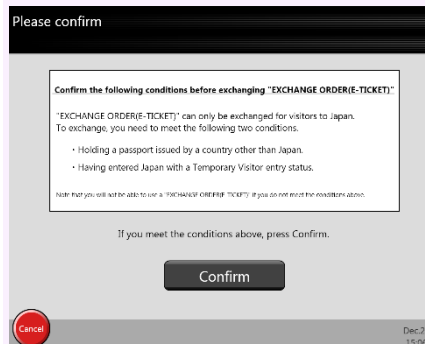 Please confirm
Confirm the following conditions before exchanging "EXCHANGE ORDER(E-TICKET)"
"EXCHANGE ORDER(E-TICKET)" can only be exchanged for visitors to Japan.
To exchange, you need to meet the following two conditions.
・Holding a passport issued by a country other than Japan.
・Having entered Japan with a Temporary Visitor entry status.
Note that you will not be able to use a "EXCHANGE ORDER(E-TICKET)" if you do not meet the conditions above.
If you meet the conditions above, press Confirm.
Confirm
Cancel
Dec.2
15:06